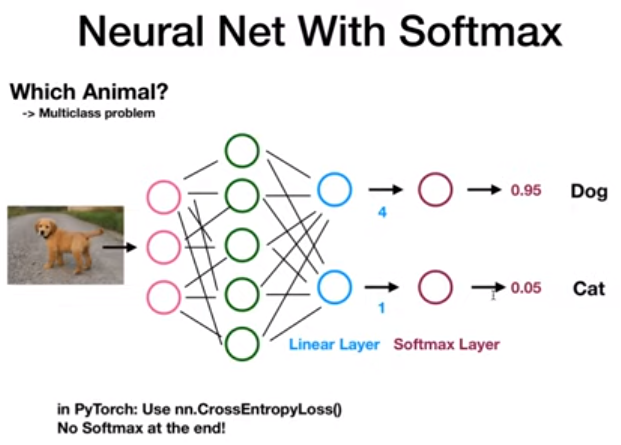 Neural Net With Softmax
Which Animal?
-> Multiclass problem
4
0.95
Dog
1
0.05
Cat
Linear Layer
Softmax Layer
in PyTorch: Use nn.CrossEntropyLoss()
No Softmax at the end!